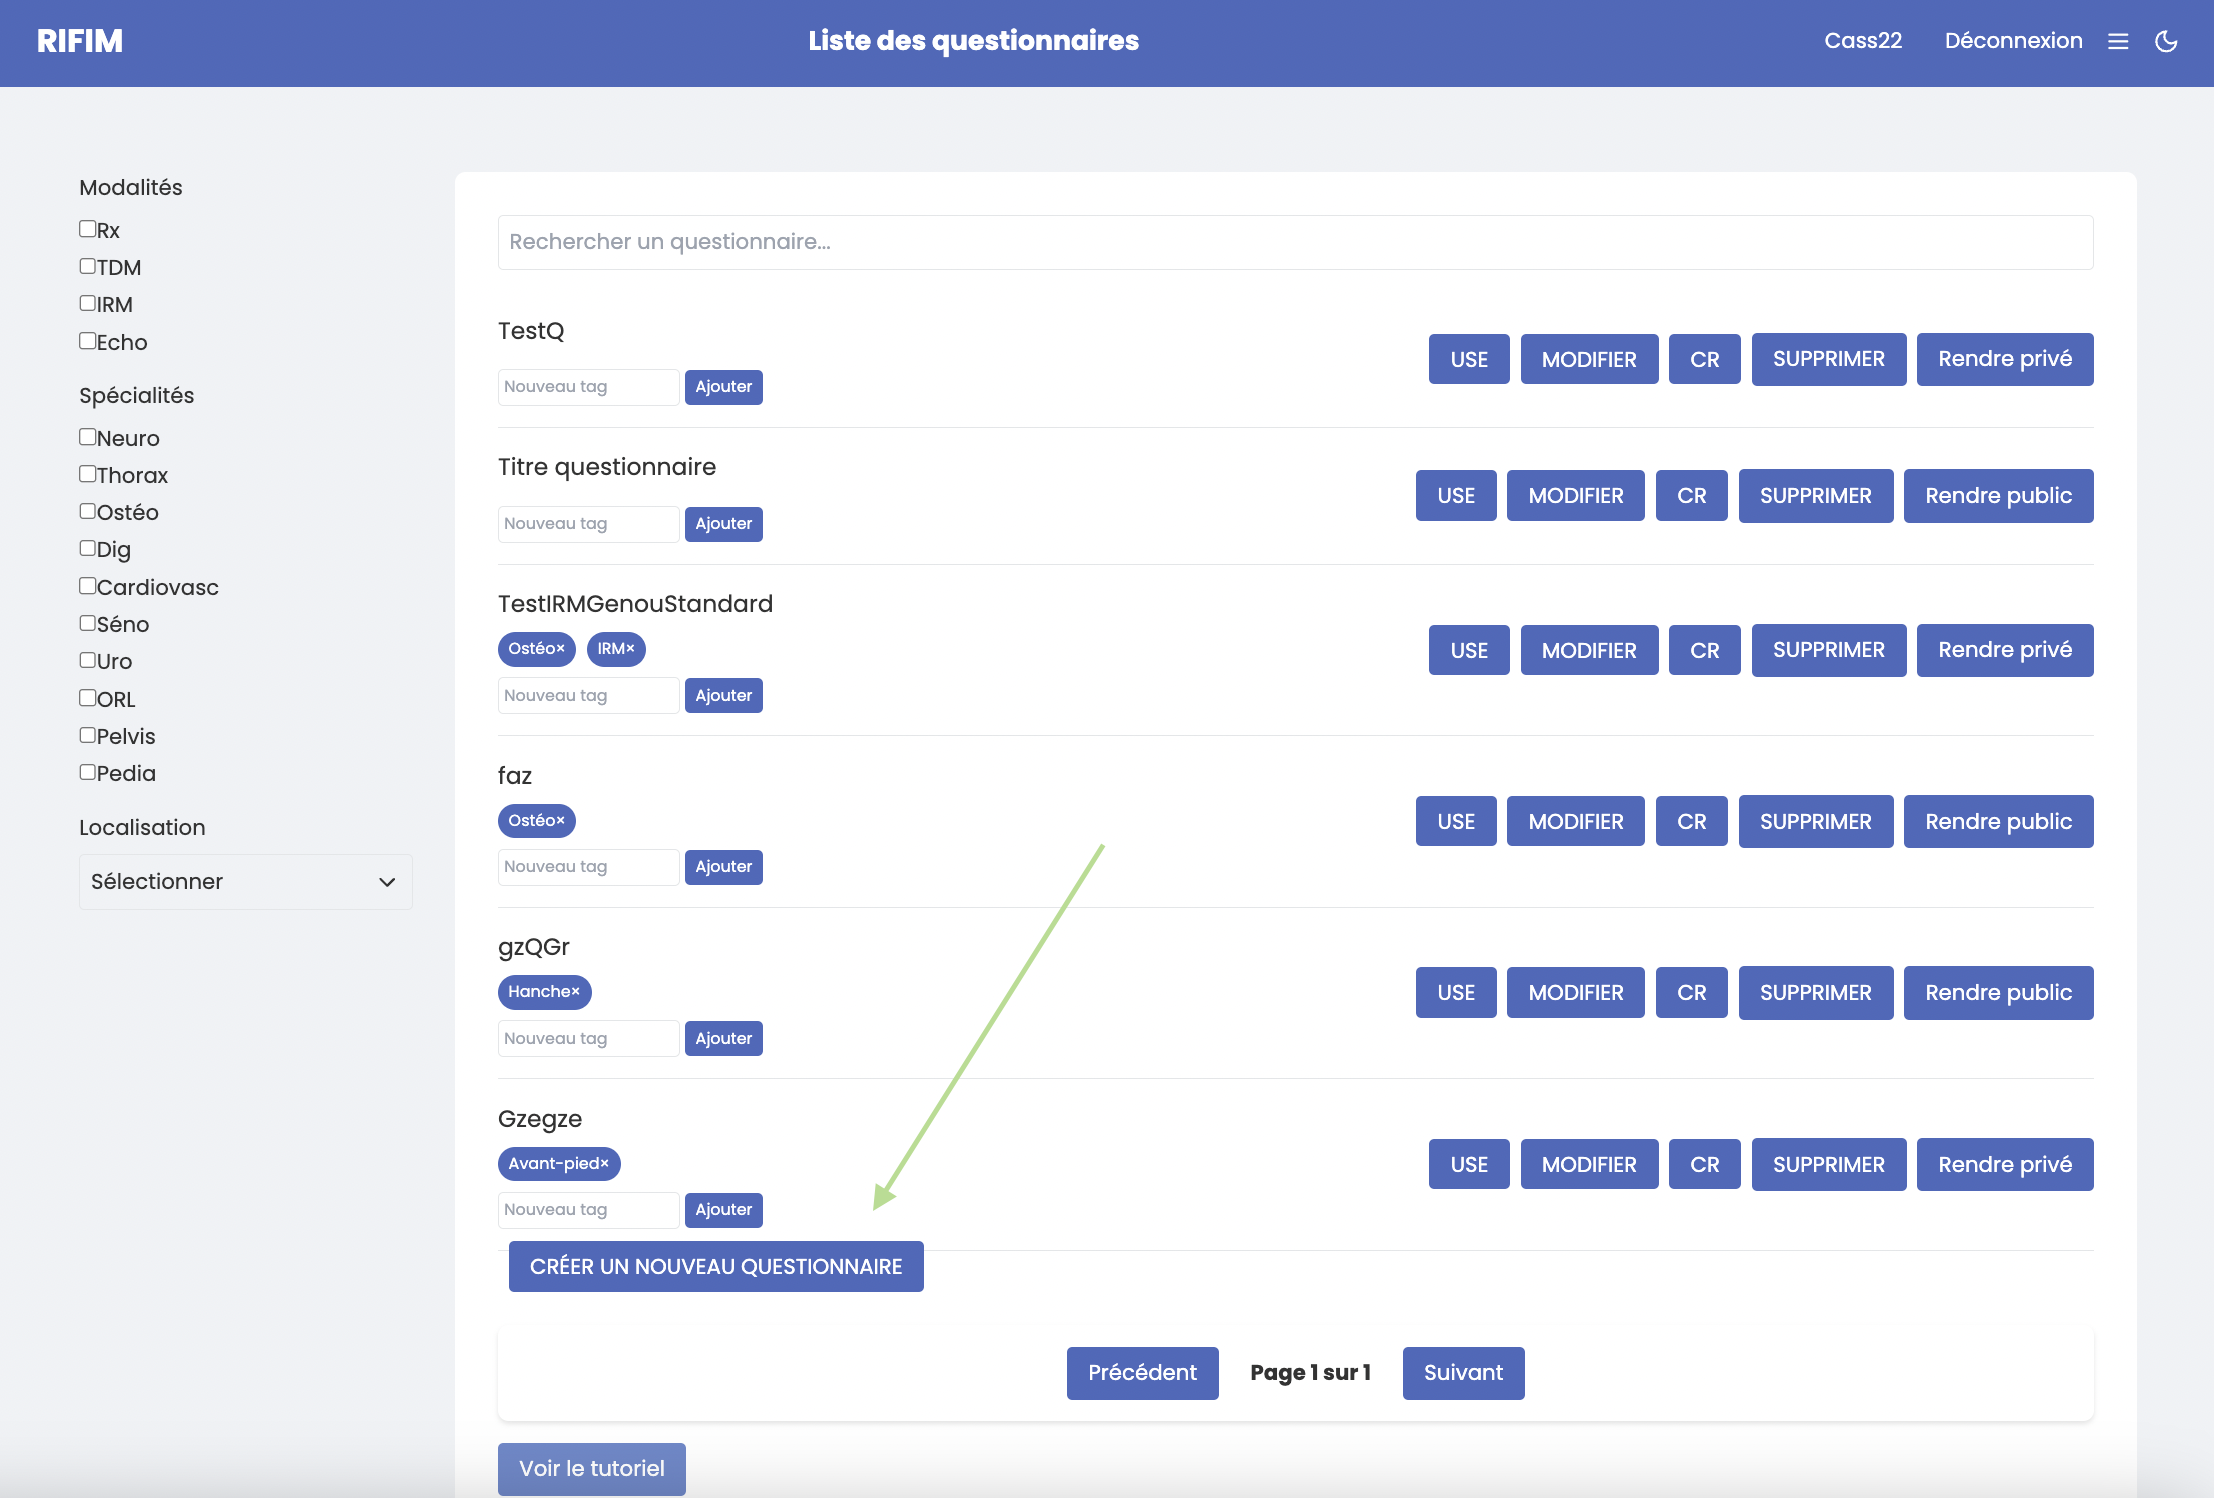 RIFIM
Liste des questionnaires
Cass22
Déconnexion
Modalités
Rx
TDM
IRM
Echo
Spécialités
Neuro
Thorax
Ostéo
Dig
Cardiovasc
Séno
Uro
ORL
Pelvis
Pedia
Localisation
Sélectionner
Rechercher un questionnaire...
TestQ
Nouveau tag Ajouter
USE MODIFIER CR SUPPRIMER Rendre privé
Titre questionnaire
Nouveau tag Ajouter
USE MODIFIER CR SUPPRIMER Rendre public
TestIRMGenouStandard
Ostéo× IRM×
Nouveau tag Ajouter
USE MODIFIER CR SUPPRIMER Rendre privé
faz
Ostéo×
Nouveau tag Ajouter
USE MODIFIER CR SUPPRIMER Rendre public
gzQGr
Hanche×
Nouveau tag Ajouter
USE MODIFIER CR SUPPRIMER Rendre public
Gzegze
Avant-pied×
Nouveau tag Ajouter
USE MODIFIER CR SUPPRIMER Rendre privé
CRÉER UN NOUVEAU QUESTIONNAIRE
Précédent Page 1 sur 1 Suivant
Voir le tutoriel